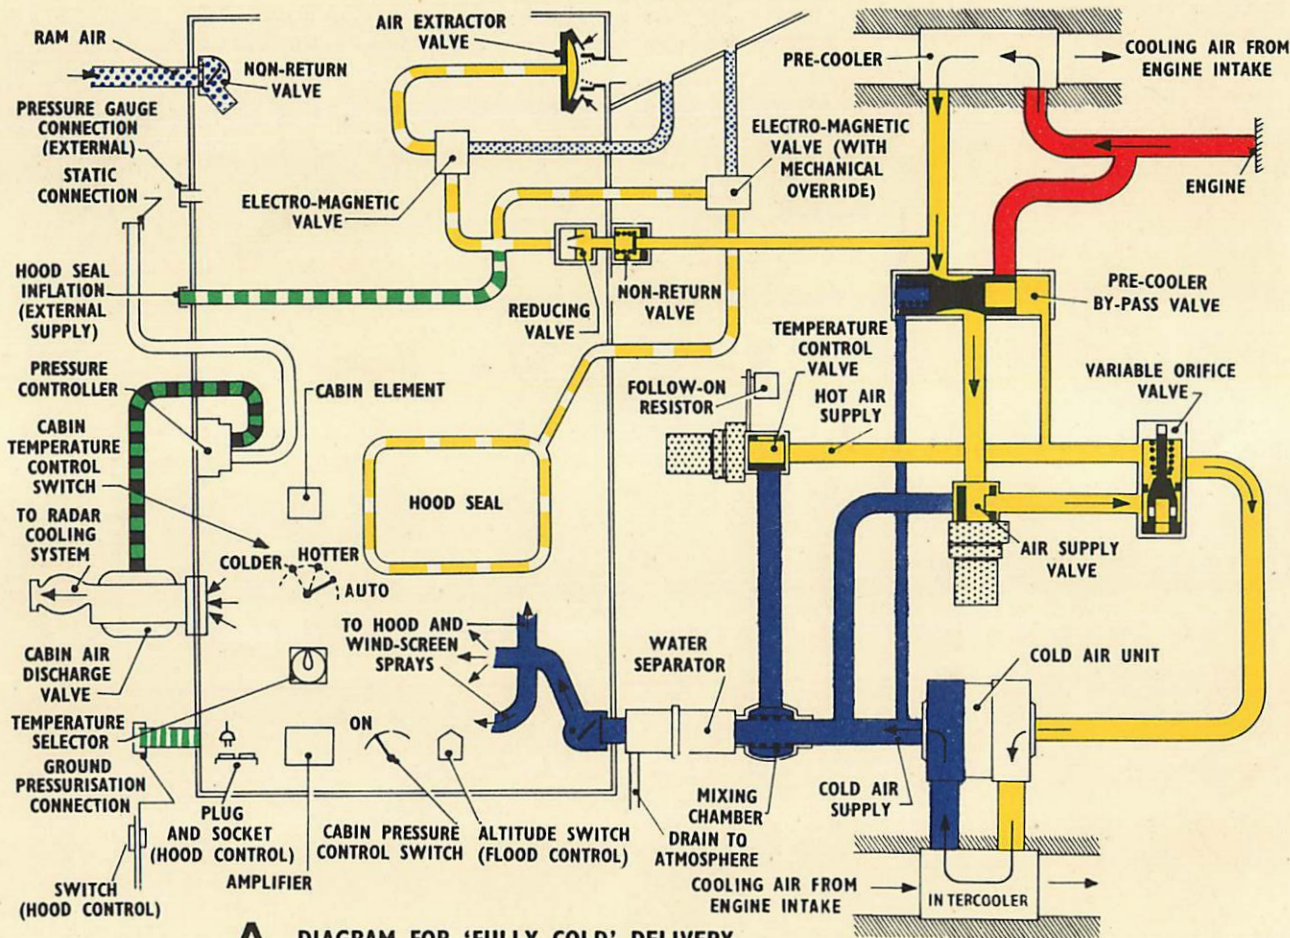 RAM AIR
NON-RETURN
VALVE
PRESSURE GAUGE
CONNECTION
(EXTERNAL)
STATIC
CONNECTION
AIR EXTRACTOR
VALVE
ELECTRO-MAGNETIC
VALVE
PRE-COOLER
COOLING AIR FROM
ENGINE INTAKE
ELECTRO-MAGNETIC
VALVE (WITH
MECHANICAL
OVERRIDE)
ENGINE
HOOD SEAL
INFLATION
(EXTERNAL
SUPPLY)
REDUCING
VALVE
NON-RETURN
VALVE
PRE-COOLER
BY-PASS VALVE
PRESSURE
CONTROLLER
CABIN ELEMENT
TEMPERATURE
CONTROL
VALVE
FOLLOW-ON
RESISTOR
HOT AIR
SUPPLY
VARIABLE ORIFICE
VALVE
CABIN
TEMPERATURE
CONTROL
SWITCH
HOOD SEAL
TO RADAR
COOLING
SYSTEM
COLDER
HOTTER
AUTO
AIR SUPPLY
VALVE
CABIN AIR
DISCHARGE
VALVE
TO HOOD AND
WIND-SCREEN
SPRAYS
WATER
SEPARATOR
COLD AIR UNIT
TEMPERATURE
SELECTOR
GROUND
PRESSURISATION
CONNECTION
ON
PLUG
AND SOCKET
(HOOD CONTROL)
AMPLIFIER
CABIN PRESSURE
CONTROL SWITCH
ALTITUDE SWITCH
(FLOOD CONTROL)
MIXING
CHAMBER
DRAIN TO
ATMOSPHERE
COLD AIR
SUPPLY
SWITCH
(HOOD CONTROL)
COOLING AIR FROM
ENGINE INTAKE
INTERCOOLER
A DIAGRAM FOR ‘FULLY COLD’ DELIVERY